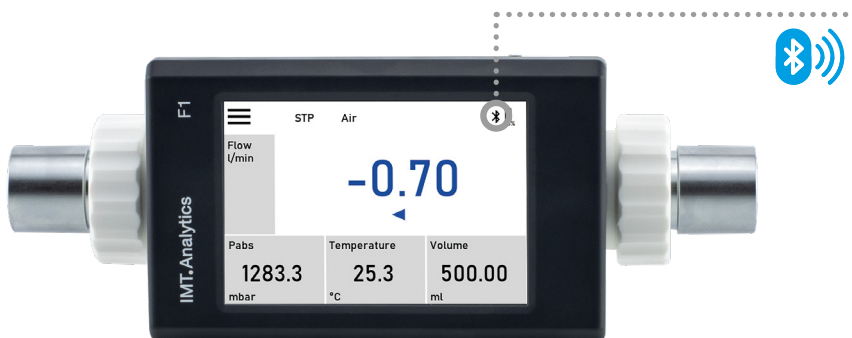 F1
IMT.Analytics
STP Air
Flow
l/min
-0.70
Pabs
1283.3
mbar
Temperature
25.3
°C
Volume
500.00
ml